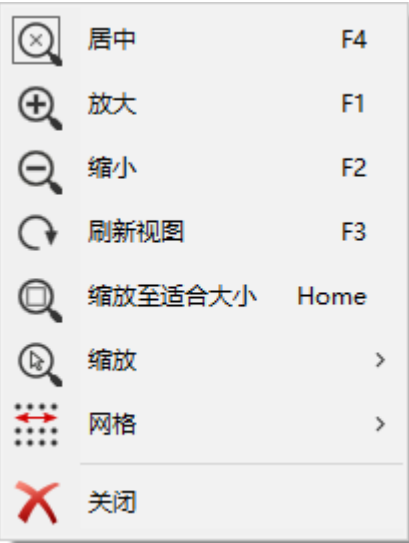 居中 F4
放大 F1
缩小 F2
刷新视图 F3
缩放至适合大小 Home
缩放
网格
关闭